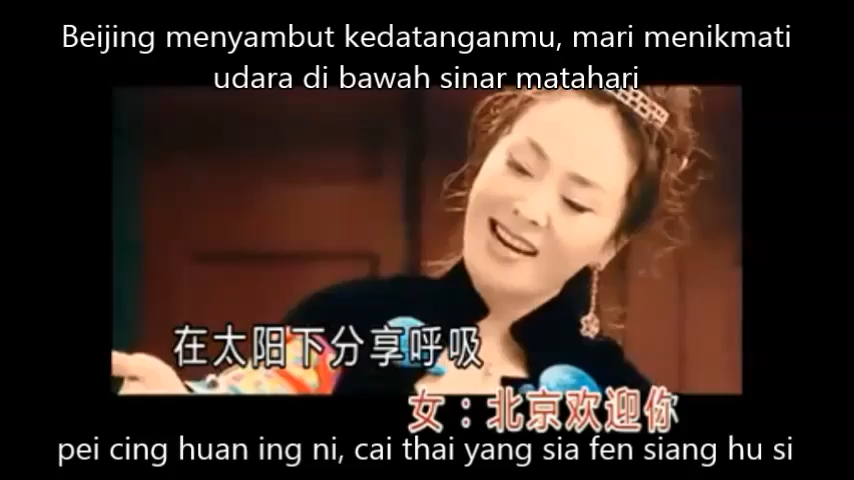 Beijing menyambut kedatanganmu, mari menikmati
udara di bawah sinar matahari
在太阳下分享呼吸
女：北京欢迎你
pei cing huan ing ni, cai thai yang sia fen siang hu si